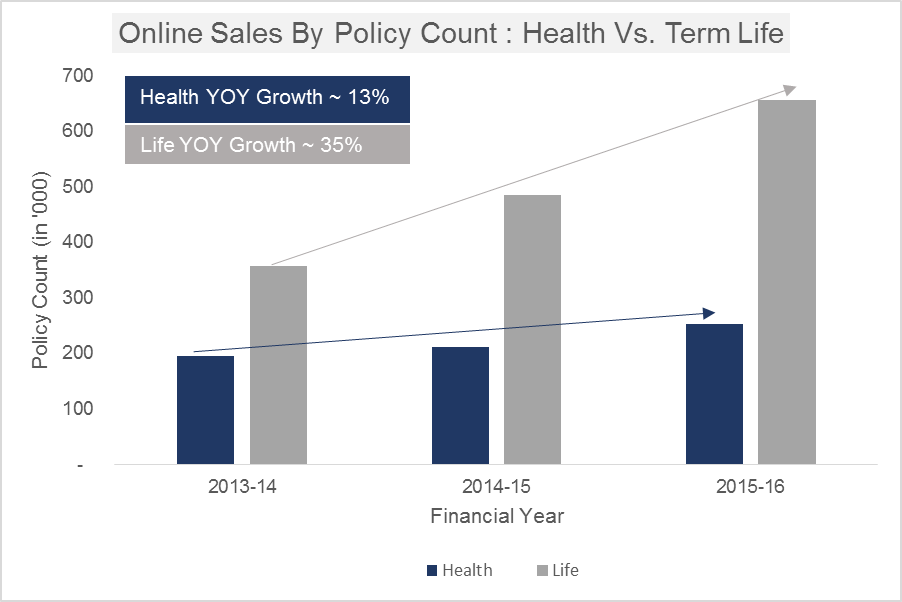 Online Sales By Policy Count : Health Vs. Term Life
Health YOY Growth ~ 13%
Life YOY Growth ~ 35%
Policy Count (in '000)
700
600
500
400
300
200
100
-
2013-14
2014-15
2015-16
Financial Year
Health
Life